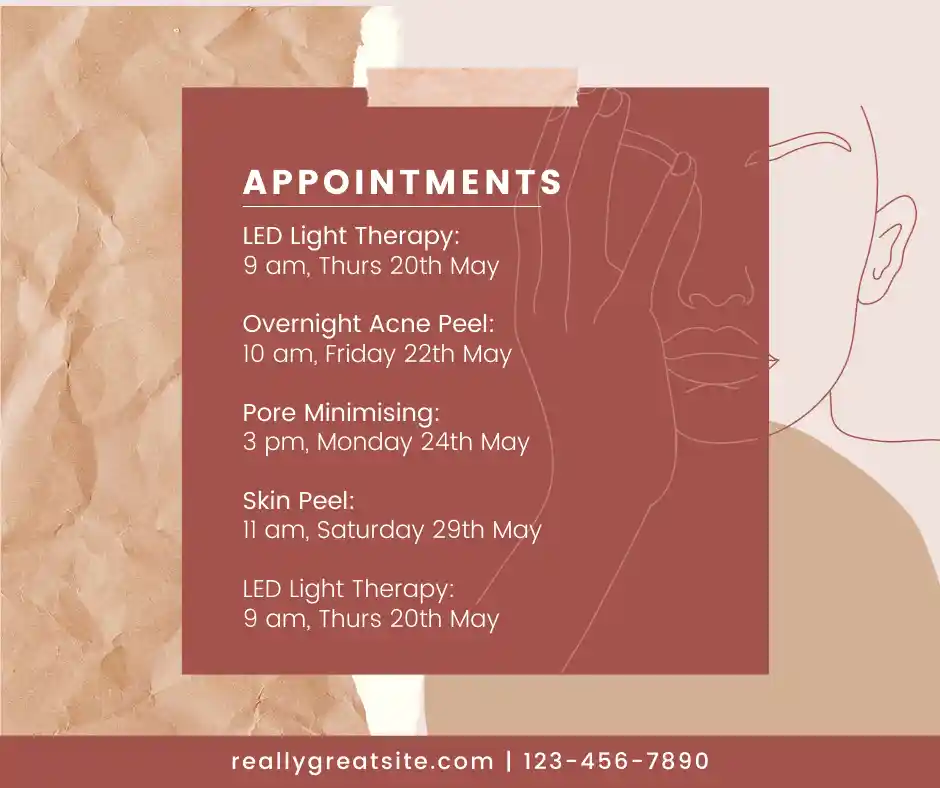 APPOINTMENTS
LED Light Therapy:
9 am, Thurs 20th May
Overnight Acne Peel:
10 am, Friday 22th May
Pore Minimising:
3 pm, Monday 24th May
Skin Peel:
11 am, Saturday 29th May
LED Light Therapy:
9 am, Thurs 20th May
reallygreatsite.com | 123-456-7890